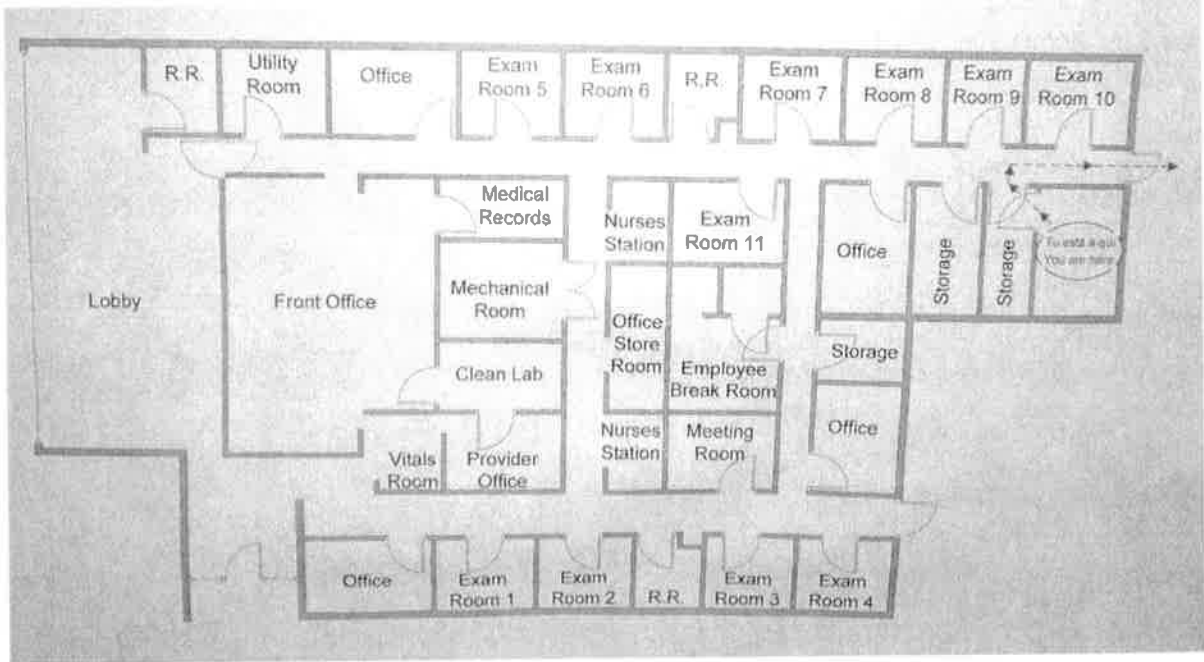 R.R.
Utility
Room
Office
Exam
Room 5
Exam
Room 6
R.R.
Exam
Room 7
Exam
Room 8
Exam
Room 9
Exam
Room 10
Medical
Records
Nurses
Station
Exam
Room 11
Office
Storage
Storage
Tu está aquí
You are here
Lobby
Front Office
Mechanical
Room
Office
Store
Room
Storage
Clean Lab
Employee
Break Room
Vitals
Room
Provider
Office
Nurses
Station
Meeting
Room
Office
Office
Exam
Room 1
Exam
Room 2
R.R.
Exam
Room 3
Exam
Room 4